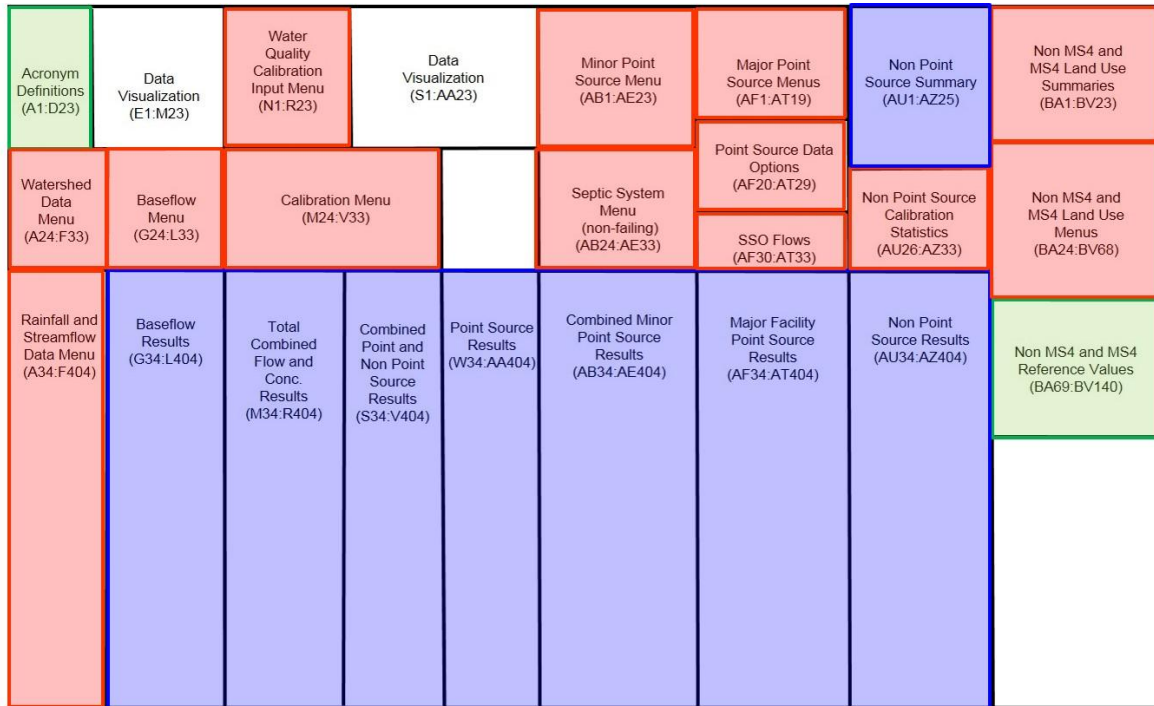 Acronym
Definitions
(A1:D23)
Data
Visualization
(E1:M23)
Water
Quality
Calibration
Input Menu
(N1:R23)
Data
Visualization
(S1:AA23)
Minor Point
Source Menu
(AB1:AE23)
Major Point
Source Menus
(AF1:AT19)
Non Point
Source Summary
(AU1:AZ25)
Non MS4 and
MS4 Land Use
Summaries
(BA1:BV23)
Point Source Data
Options
(AF20:AT29)
Watershed
Data
Menu
(A24:F33)
Baseflow
Menu
(G24:L33)
Calibration Menu
(M24:V33)
Septic System
Menu
(non-failing)
(AB24:AE33)
SSO Flows
(AF30:AT33)
Non Point Source
Calibration
Statistics
(AU26:AZ33)
Non MS4 and
MS4 Land Use
Menus
(BA24:BV68)
Rainfall and
Streamflow
Data Menu
(A34:F404)
Baseflow
Results
(G34:L404)
Total
Combined
Flow and
Conc.
Results
(M34:R404)
Combined
Point and
Non Point
Source
Results
(S34:V404)
Point Source
Results
(W34:AA404)
Combined Minor
Point Source
Results
(AB34:AE404)
Major Facility
Point Source
Results
(AF34:AT404)
Non Point
Source Results
(AU34:AZ404)
Non MS4 and MS4
Reference Values
(BA69:BV140)